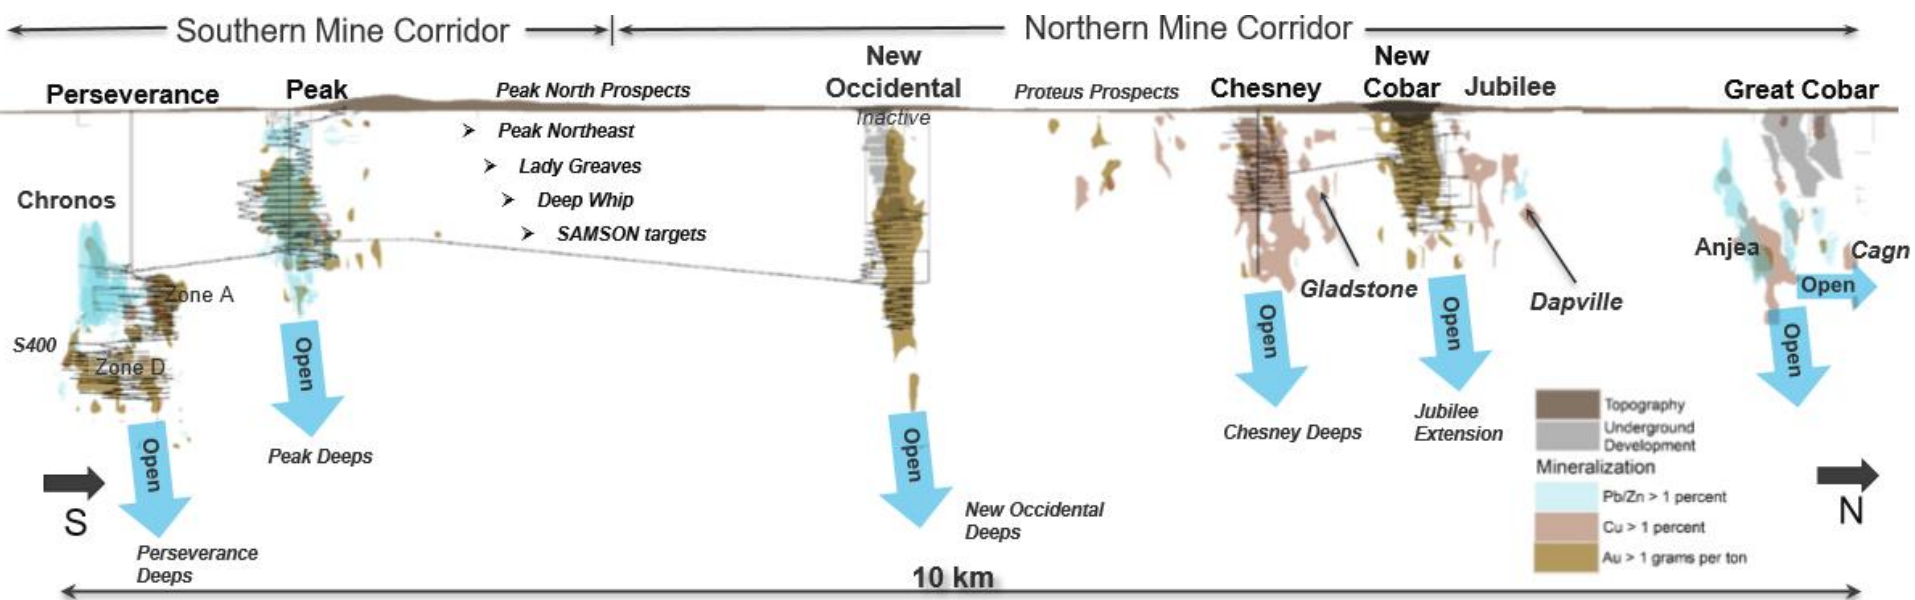 Southern Mine Corridor
Northern Mine Corridor
Perseverance
Peak
Peak North Prospects
New
Occidental
Inactive
Proteus Prospects
Chesney
New
Cobar
Jubilee
Great Cobar
➢ Peak Northeast
➢ Lady Greaves
➢ Deep Whip
➢ SAMSON targets
Chronos
Zone A
S400
Zone D
Gladstone
Dapville
Anjea
Cagn
Open
Open
Open
Open
Open
Open
Open
Perseverance
Deeps
Peak Deeps
New Occidental
Deeps
Chesney Deeps
Jubilee
Extension
Topography
Underground
Development
Mineralization
Pb/Zn > 1 percent
Cu > 1 percent
Au > 1 grams per ton
S
N
10 km